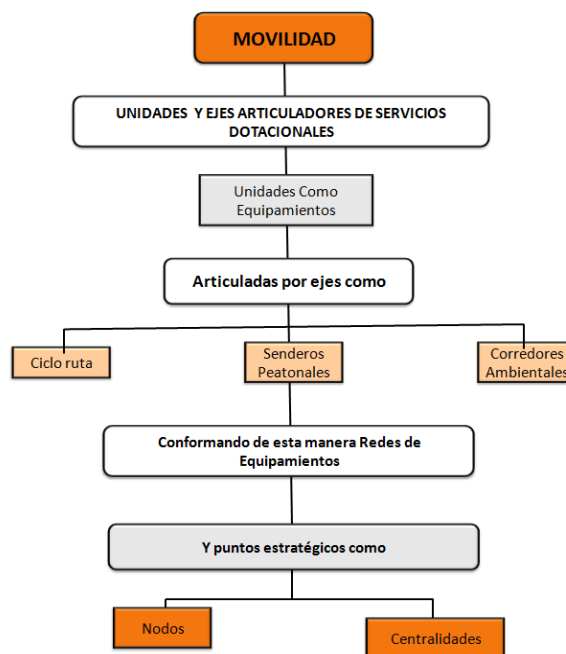 MOVILIDAD
UNIDADES Y EJES ARTICULADORES DE SERVICIOS
DOTACIONALES
Unidades Como
Equipamientos
Articuladas por ejes como
Ciclo ruta
Senderos
Peatonales
Corredores
Ambientales
Conformando de esta manera Redes de
Equipamientos
Y puntos estratégicos como
Nodos
Centralidades